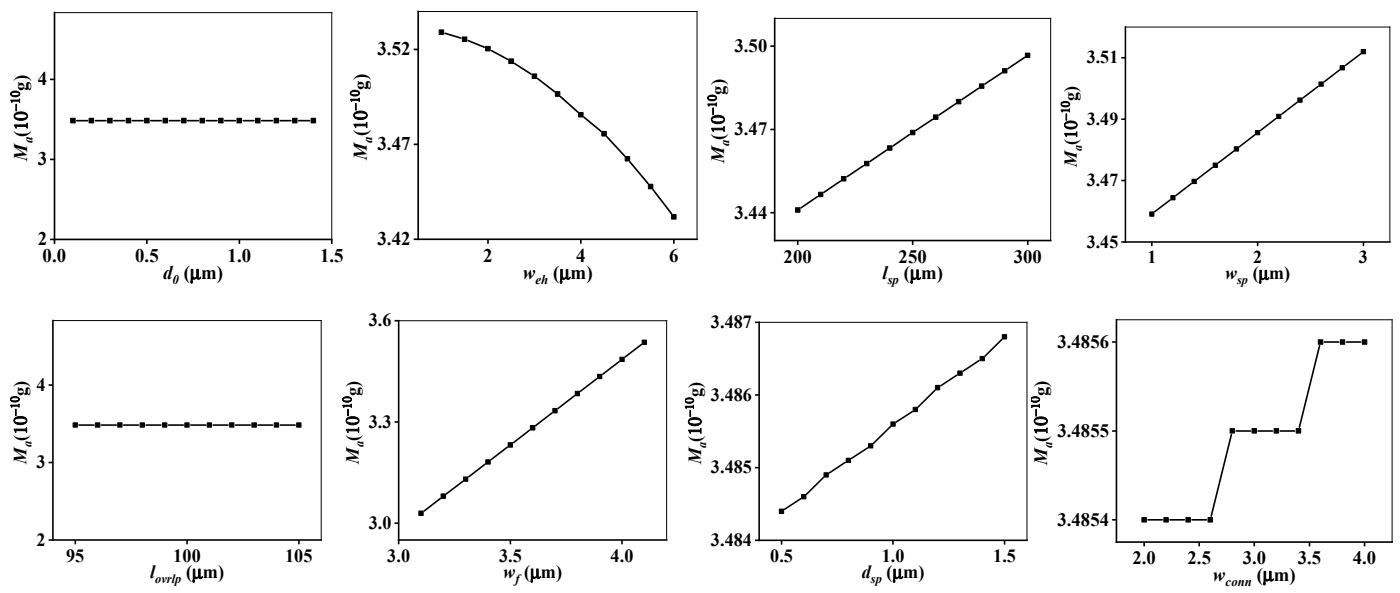 4
3
2
M_a(10⁻¹⁰g)
0.0 0.5 1.0 1.5
d_0 (μm)
3.52
3.47
3.42
M_a(10⁻¹⁰g)
2 4 6
w_eh (μm)
3.50
3.47
3.44
M_a(10⁻¹⁰g)
200 250 300
l_sp (μm)
3.51
3.49
3.47
3.45
M_a(10⁻¹⁰g)
1 2 3
w_sp (μm)
4
3
2
M_a(10⁻¹⁰g)
95 100 105
l_ovrlp (μm)
3.6
3.3
3.0
M_a(10⁻¹⁰g)
3.0 3.5 4.0
w_f (μm)
3.487
3.486
3.485
3.484
M_a(10⁻¹⁰g)
0.5 1.0 1.5
d_sp (μm)
3.4856
3.4855
3.4854
M_a(10⁻¹⁰g)
2.0 2.5 3.0 3.5 4.0
w_conn (μm)